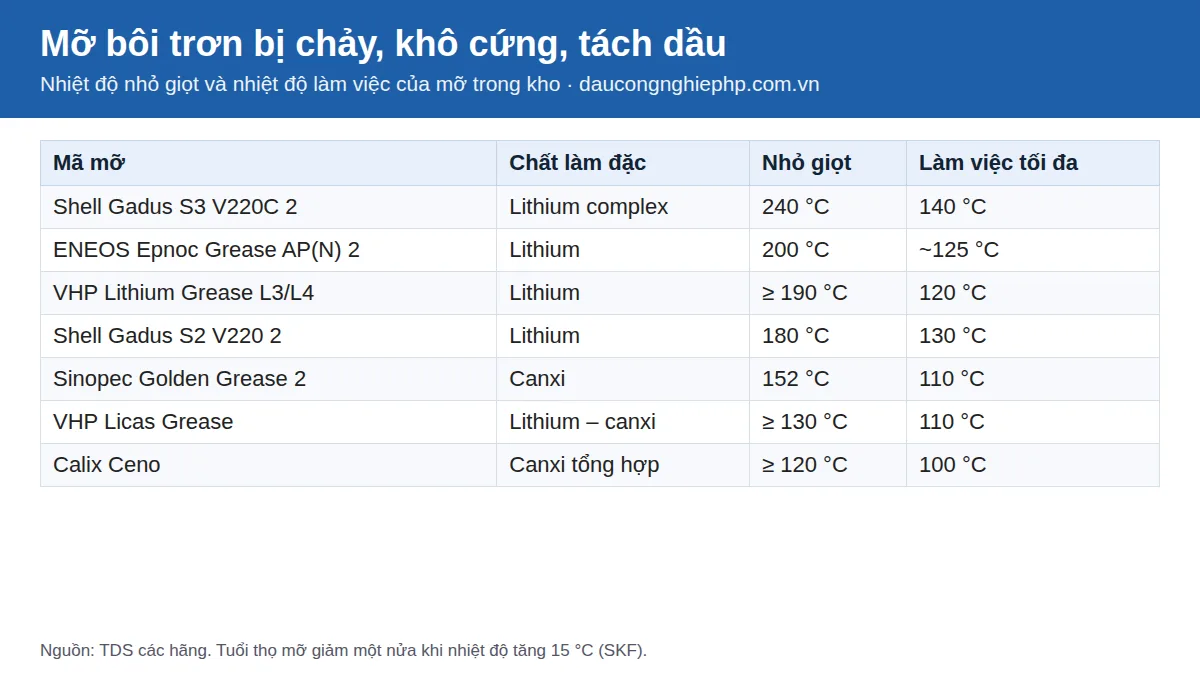 Mỡ bôi trơn bị chảy, khô cứng, tách dầu
Nhiệt độ nhỏ giọt và nhiệt độ làm việc của mỡ trong kho · daucongnghiephp.com.vn
Mã mỡ Chất làm đặc Nhỏ giọt Làm việc tối đa
Shell Gadus S3 V220C 2 Lithium complex 240 °C 140 °C
ENEOS Epnoc Grease AP(N) 2 Lithium 200 °C ~125 °C
VHP Lithium Grease L3/L4 Lithium ≥ 190 °C 120 °C
Shell Gadus S2 V220 2 Lithium 180 °C 130 °C
Sinopec Golden Grease 2 Canxi 152 °C 110 °C
VHP Licas Grease Lithium – canxi ≥ 130 °C 110 °C
Calix Ceno Canxi tổng hợp ≥ 120 °C 100 °C
Nguồn: TDS các hãng. Tuổi thọ mỡ giảm một nửa khi nhiệt độ tăng 15 °C (SKF).